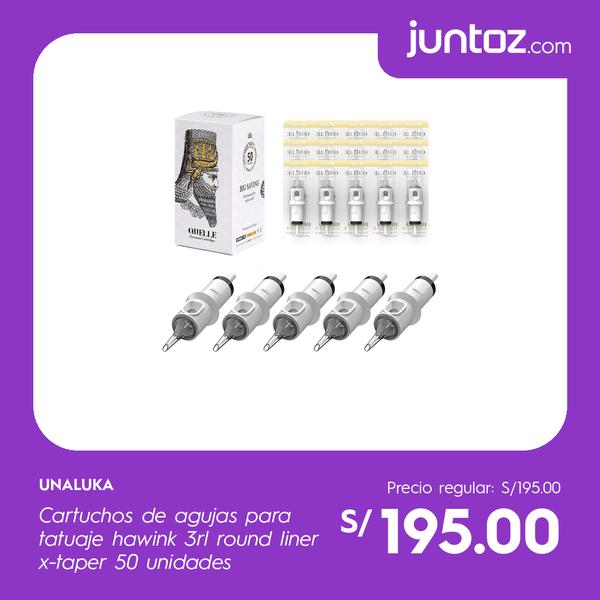 juntoz.com
50
BIG SAVING
QUELLE
UNALUKA
Cartuchos de agujas para
tatuaje hawink 3rl round liner
x-taper 50 unidades
Precio regular: S/195.00
S/195.00